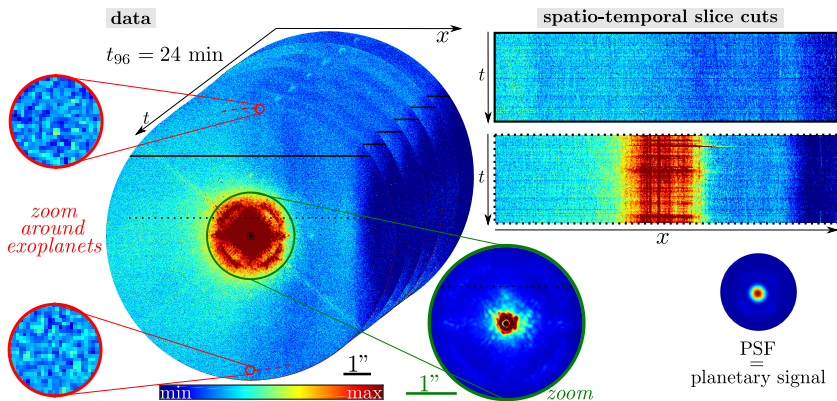 data
spatio-temporal slice cuts
x
t₉₆ = 24 min
t
t
t
x
zoom
around
exoplanets
1”
min
max
1”
zoom
PSF
=
planetary signal